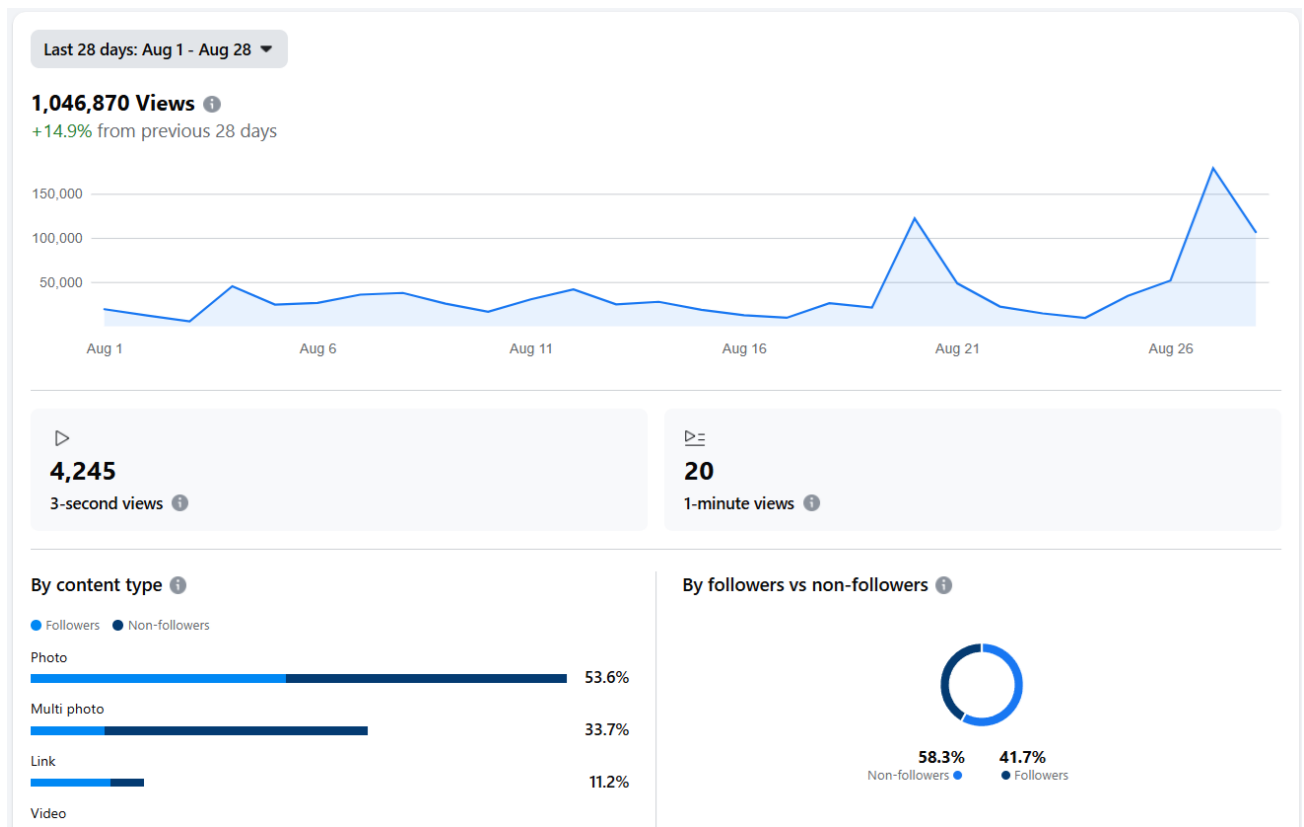 Last 28 days: Aug 1 - Aug 28
1,046,870 Views
+14.9% from previous 28 days
150,000
100,000
50,000
Aug 1 Aug 6 Aug 11 Aug 16 Aug 21 Aug 26
4,245
3-second views
20
1-minute views
By content type
Followers Non-followers
Photo
53.6%
Multi photo
33.7%
Link
11.2%
Video
By followers vs non-followers
58.3% 41.7%
Non-followers Followers